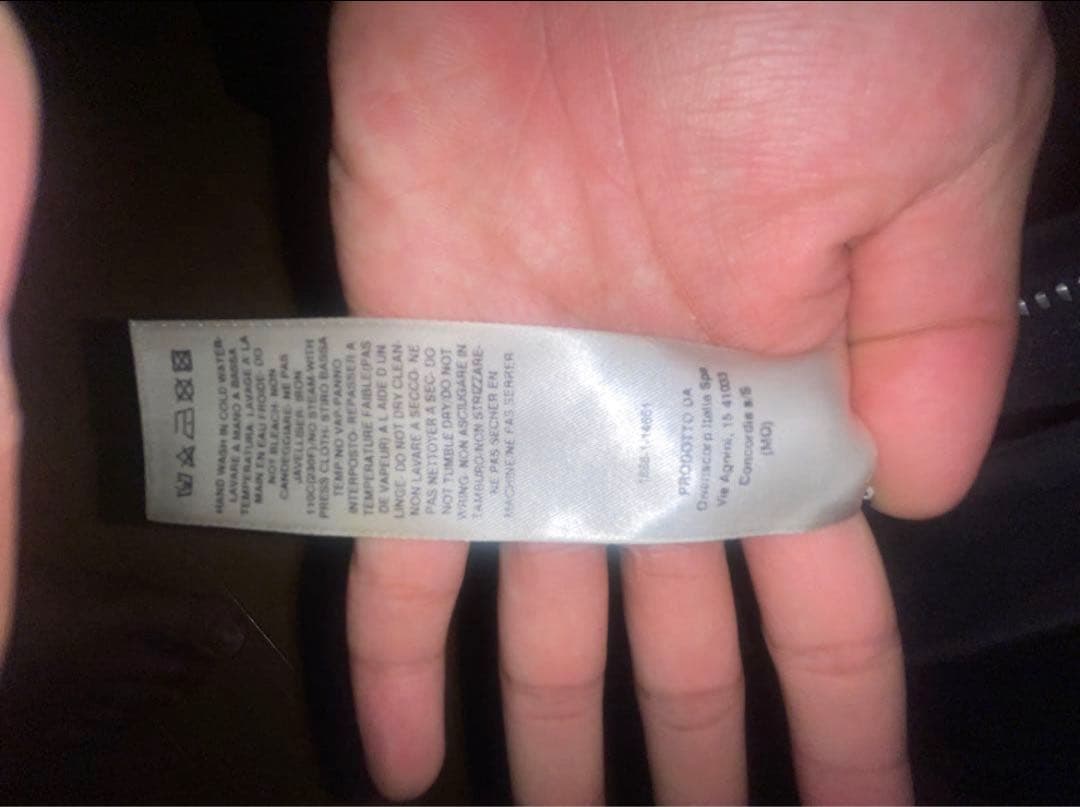 HAND WASH IN COLD WATER-
LAVARE A MANO A BASSA
TEMPERATURA: LAVAGE A LA
MAIN EN EAU FROIDE DO
NOT BLEACH NON
CANDEGGIARE: NE PAS
JAVELLISER IRON
110C(230F)/NO STEAM WITH
PRESS CLOTH: STIRO BASSA
TEMP NO VAP-PANNO
INTERPOSTO- REPASSER A
TEMPERATURE FAIBLE(PAS
DE VAPEUR) A L AIDE D UN
LINGE. DO NOT DRY CLEAN-
NON LAVARE A SECCO- NE
PAS NETTOYER A SEC- DO
NOT TUMBLE DRY/DO NOT
WRING. NON ASCIUGARE IN
TAMBURO-NON STRIZZARE-
NE PAS SECHER EN
MACHINE/NE PAS SERRER
PRODOTTO DA
Italia Spa
Via Agnini, 15 41033
Concordia s/S
(MO)